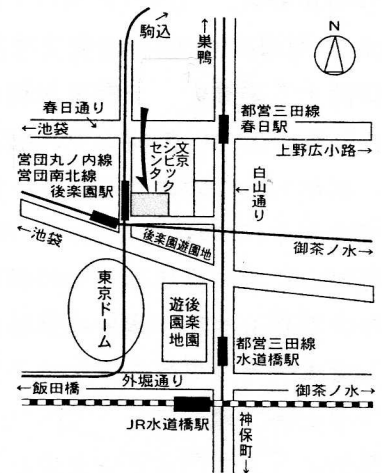 駒込
巣鴨
N
春日通り
池袋
都営三田線
春日駅
上野広小路
文京
シビック
センター
営団丸ノ内線
営団南北線
後楽園駅
白山通り
池袋
後楽園遊園地
御茶ノ水
東京ドーム
後楽園
遊園地
都営三田線
水道橋駅
外堀通り
飯田橋
御茶ノ水
JR水道橋駅
神保町